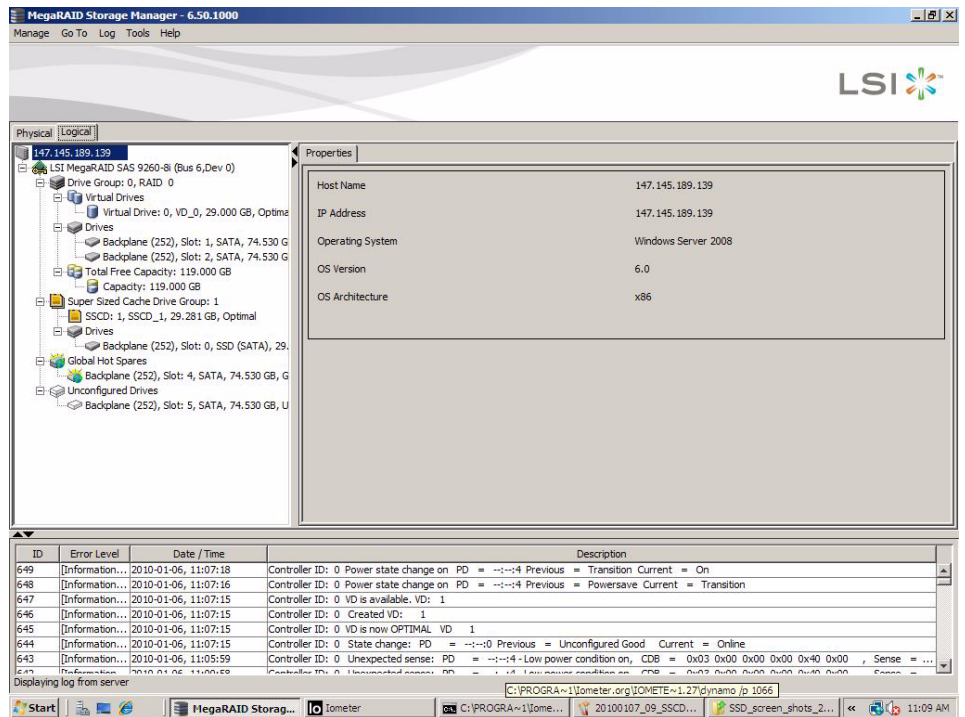 MegaRAID Storage Manager - 6.50.1000
Manage Go To Log Tools Help
LSI
Physical Logical
147.145.189.139
LSI MegaRAID SAS 9260-8i (Bus 6,Dev 0)
Drive Group: 0, RAID 0
Virtual Drives
Virtual Drive: 0, VD_0, 29.000 GB, Optima
Drives
Backplane (252), Slot: 1, SATA, 74.530 G
Backplane (252), Slot: 2, SATA, 74.530 G
Total Free Capacity: 119.000 GB
Capacity: 119.000 GB
Super Sized Cache Drive Group: 1
SSCD: 1, SSCD_1, 29.281 GB, Optimal
Drives
Backplane (252), Slot: 0, SSD (SATA), 29.
Global Hot Spares
Backplane (252), Slot: 4, SATA, 74.530 GB, G
Unconfigured Drives
Backplane (252), Slot: 5, SATA, 74.530 GB, U
Properties
Host Name 147.145.189.139
IP Address 147.145.189.139
Operating System Windows Server 2008
OS Version 6.0
OS Architecture x86
ID Error Level Date / Time Description
649 [Information... 2010-01-06, 11:07:18 Controller ID: 0 Power state change on PD = --:--:4 Previous = Transition Current = On
648 [Information... 2010-01-06, 11:07:16 Controller ID: 0 Power state change on PD = --:--:4 Previous = Powersave Current = Transition
647 [Information... 2010-01-06, 11:07:15 Controller ID: 0 VD is available. VD: 1
646 [Information... 2010-01-06, 11:07:15 Controller ID: 0 Created VD: 1
645 [Information... 2010-01-06, 11:07:15 Controller ID: 0 VD is now OPTIMAL VD 1
644 [Information... 2010-01-06, 11:07:15 Controller ID: 0 State change: PD = --:--:0 Previous = Unconfigured Good Current = Online
643 [Information... 2010-01-06, 11:05:59 Controller ID: 0 Unexpected sense: PD = --:--:4 - Low power condition on, CDB = 0x03 0x00 0x00 0x00 0x40 0x00 , Sense = ...
Displaying log from server
C:\PROGRA~1\Iometer.org\IOMETE~1.27\dynamo /p 1066
Start MegaRAID Storag... Iometer C:\PROGRA~1\Iome... 20100107_09_SSCD... SSD_screen_shots_2... « 11:09 AM